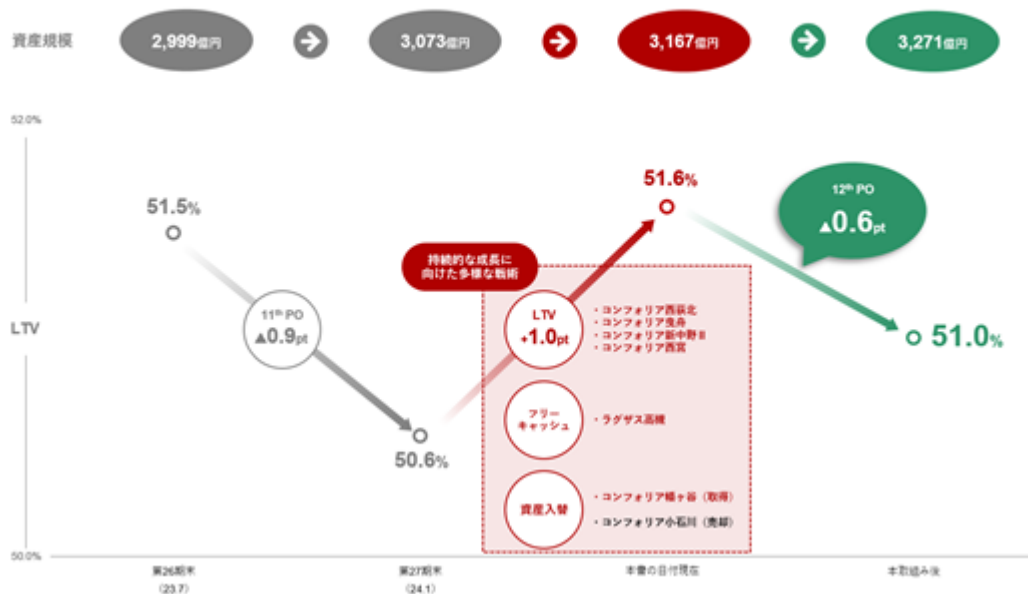 資産規模
2,999億円
3,073億円
3,167億円
3,271億円
52.0%
51.5%
51.6%
12th PO
▲0.6pt
持続的な成長に
向けた多様な戦術
LTV
11th PO
▲0.9pt
LTV
+1.0pt
・コンフォリア西荻北
・コンフォリア曳舟
・コンフォリア新中野Ⅱ
・コンフォリア西宮
51.0%
50.6%
フリー
キャッシュ
・ラグザス高槻
資産入替
・コンフォリア幡ヶ谷（取得）
・コンフォリア小石川（売却）
50.0%
第26期末
(23.7)
第27期末
(24.1)
本書の日付現在
本取組み後